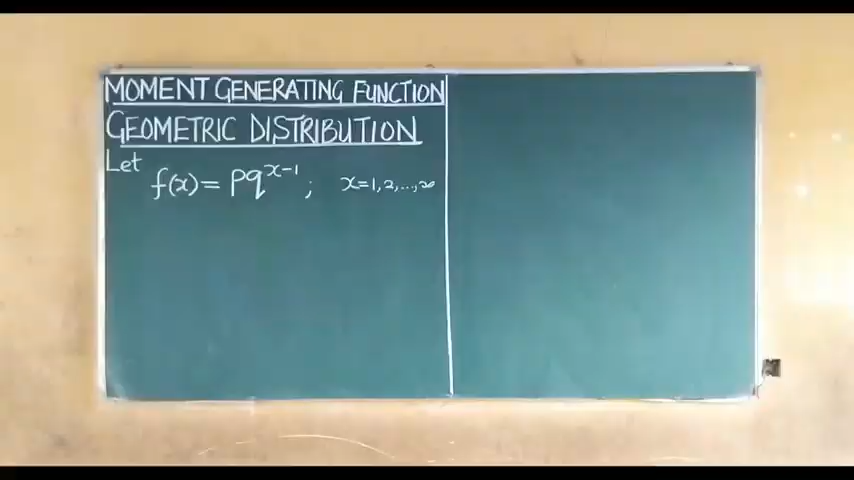 MOMENT GENERATING FUNCTION
GEOMETRIC DISTRIBUTION
Let
f(x) = pq^{x-1} ; x=1,2,...,∞